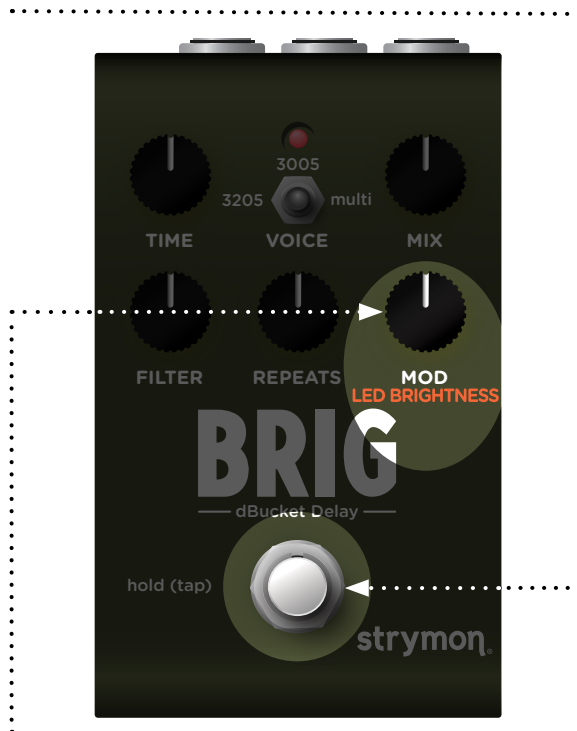 3005
3205 multi
TIME VOICE MIX
FILTER REPEATS MOD
LED BRIGHTNESS
BRIG
dBucket Delay
hold (tap)
strymon®